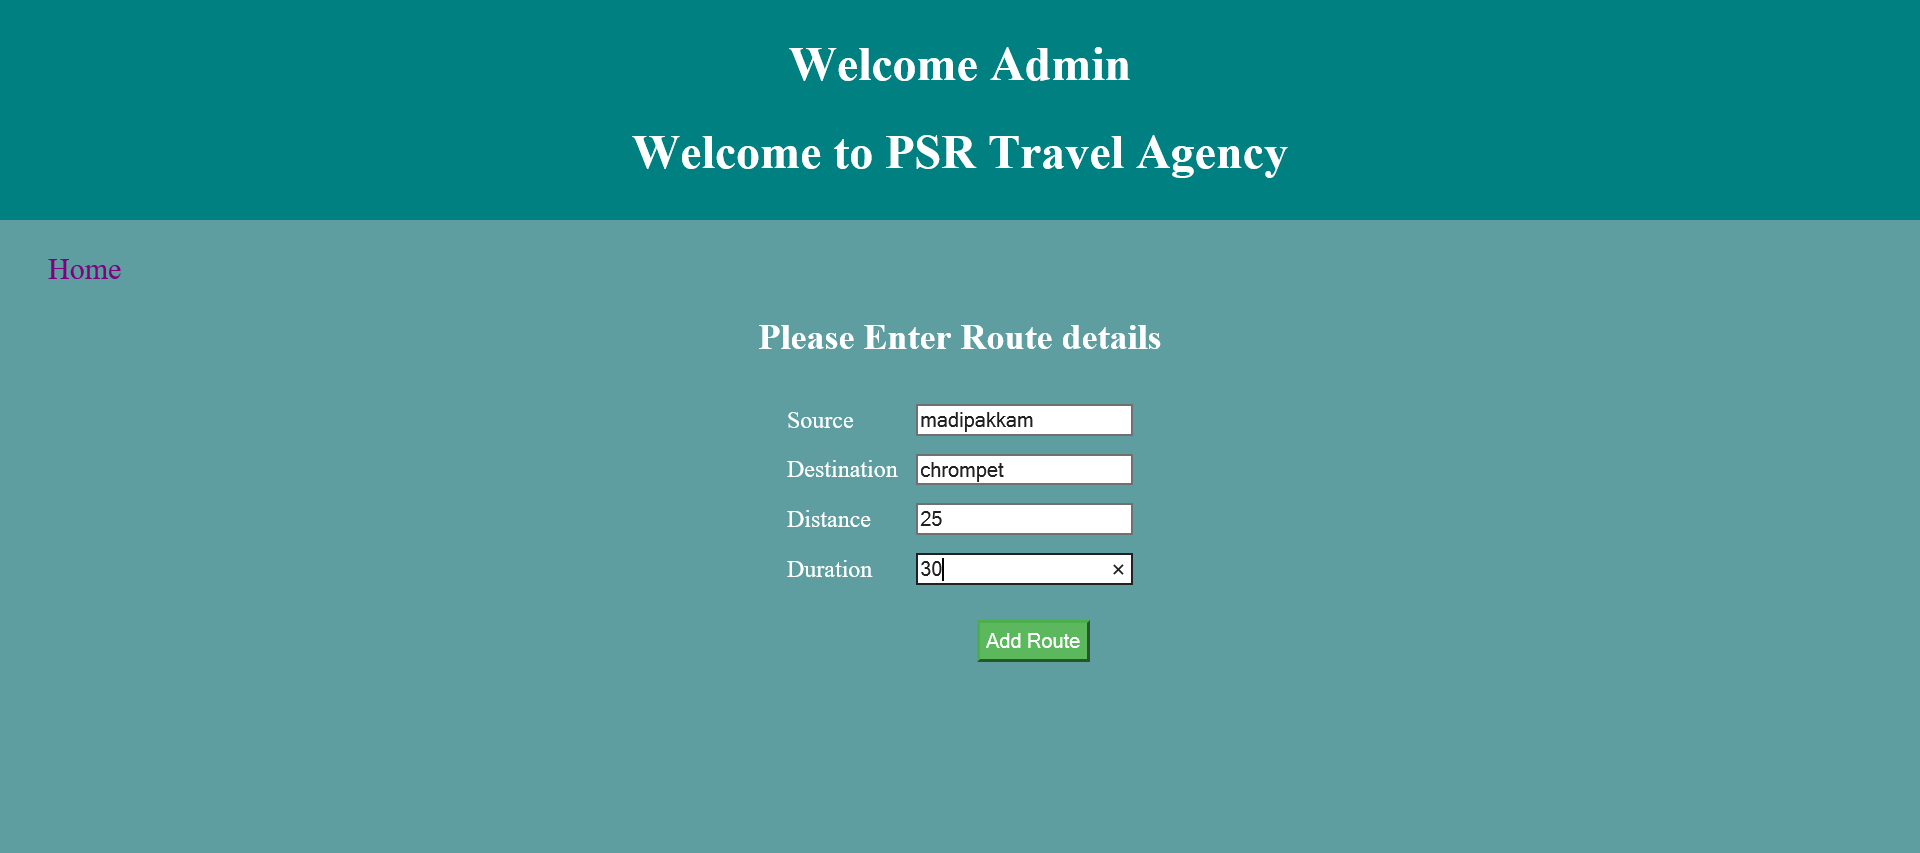 Welcome Admin
Welcome to PSR Travel Agency
Home
Please Enter Route details
Source madipakkam
Destination chrompet
Distance 25
Duration 30 ×
Add Route